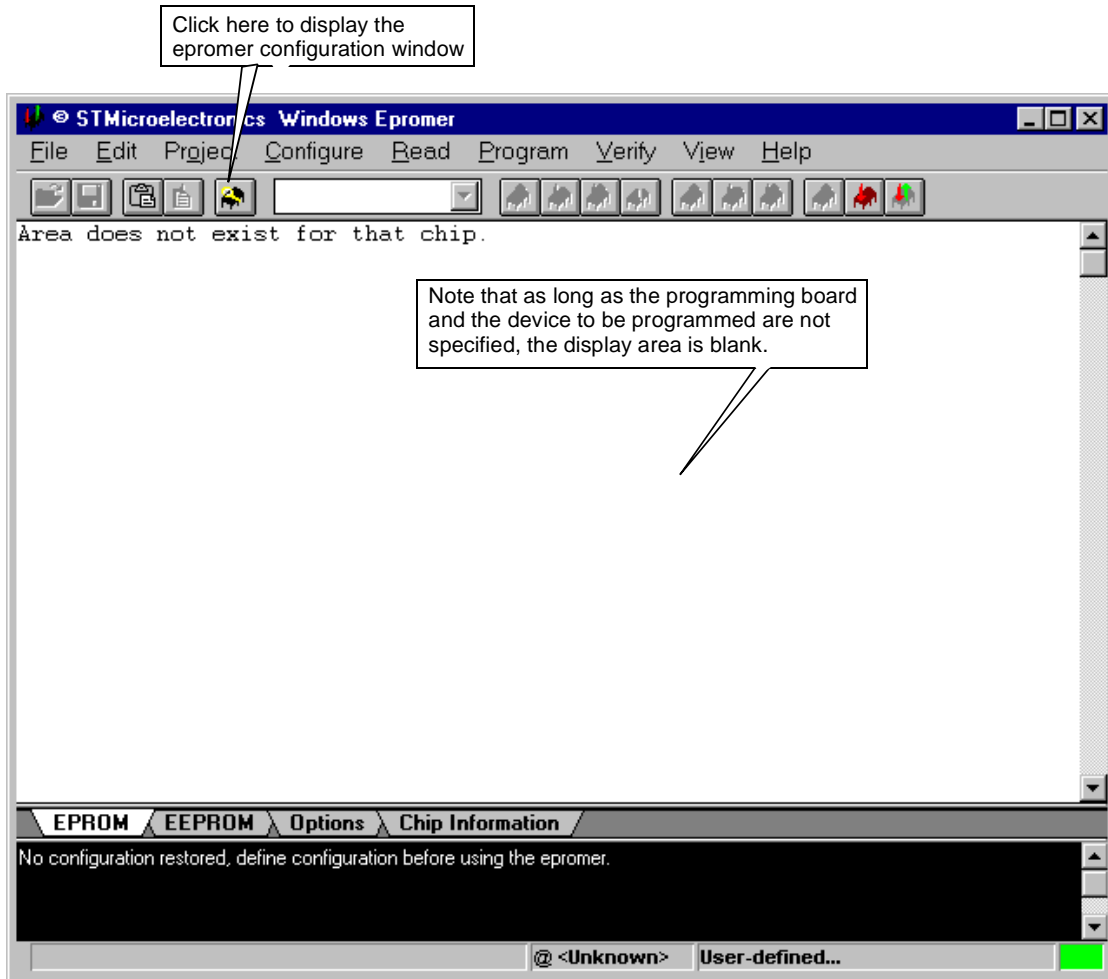 Click here to display the
epromer configuration window
© STMicroelectronics Windows Epromer
File Edit Project Configure Read Program Verify View Help
Area does not exist for that chip.
Note that as long as the programming board
and the device to be programmed are not
specified, the display area is blank.
EPROM EEPROM Options Chip Information
No configuration restored, define configuration before using the epromer.
@ <Unknown> User-defined...